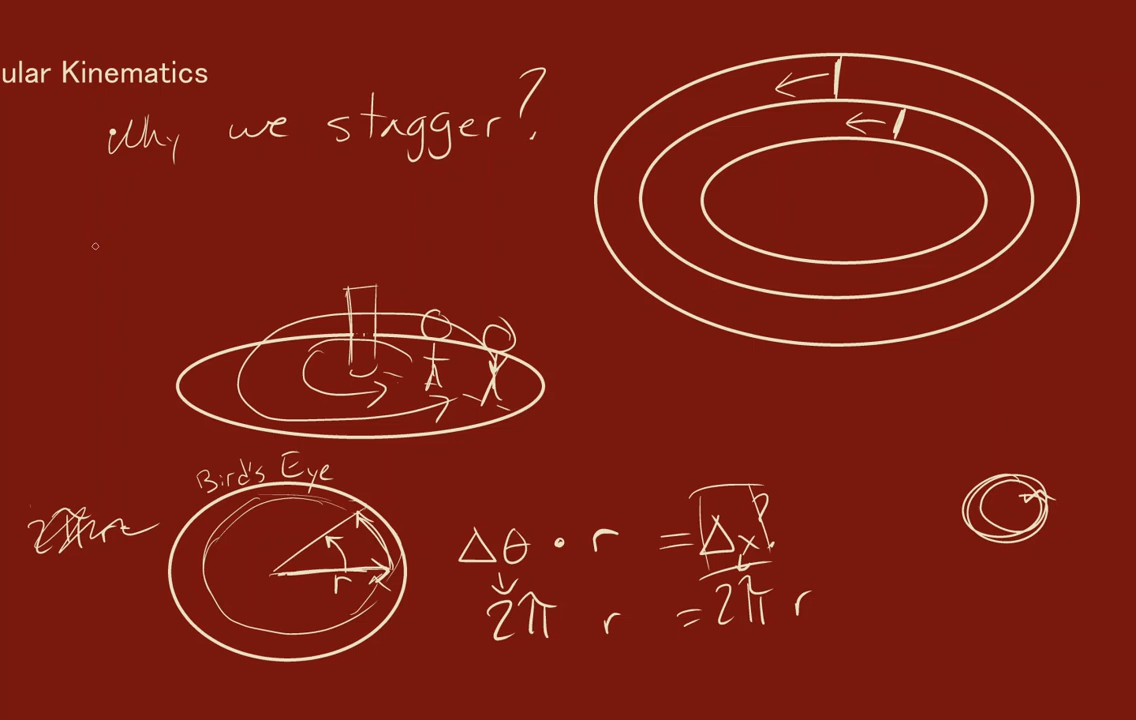 ular Kinematics
Why we stagger?
Bird's Eye
r
Δθ · r = Δx?
2π r = 2π r